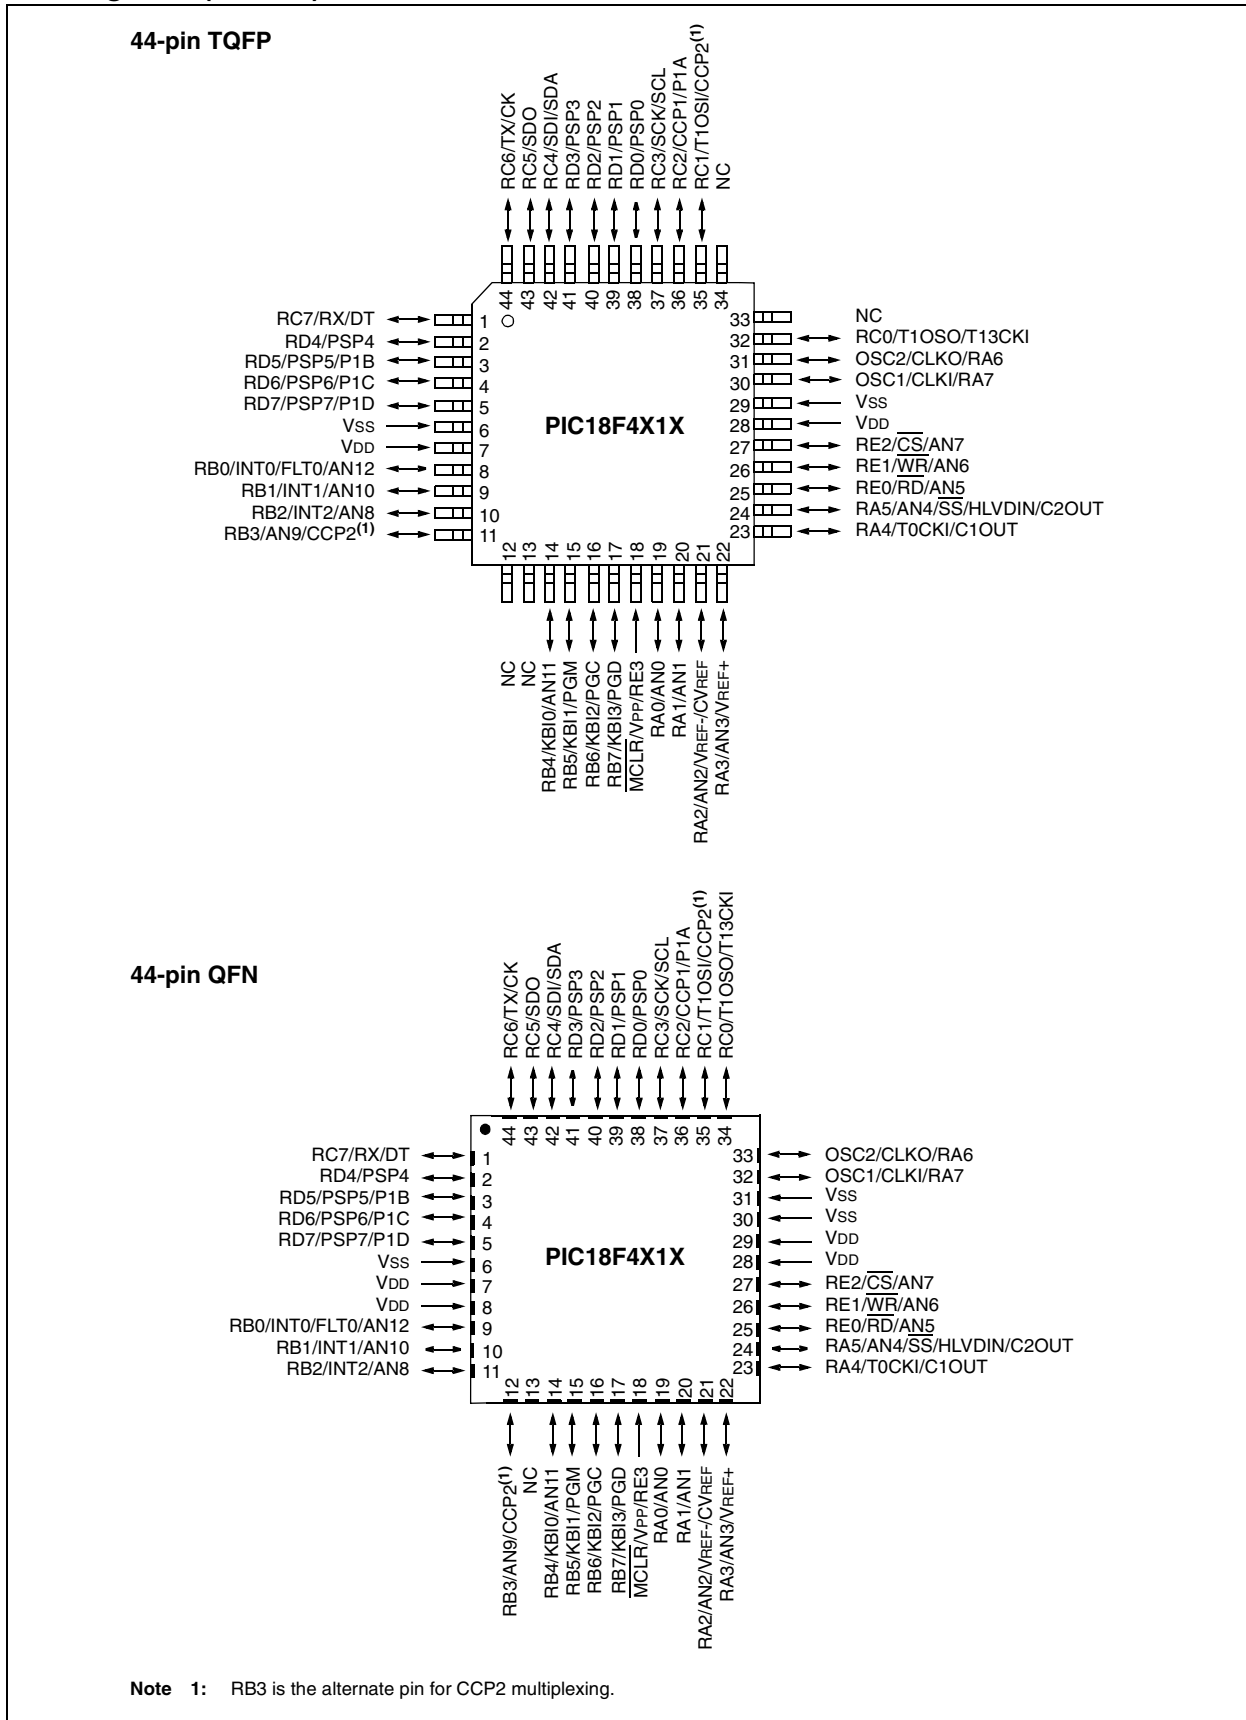 44-pin TQFP
RC6/TX/CK
RC5/SDO
RC4/SDI/SDA
RD3/PSP3
RD2/PSP2
RD1/PSP1
RD0/PSP0
RC3/SCK/SCL
RC2/CCP1/P1A
RC1/T1OSI/CCP2(1)
NC
44
43
42
41
40
39
38
37
36
35
34
RC7/RX/DT 1
RD4/PSP4 2
RD5/PSP5/P1B 3
RD6/PSP6/P1C 4
RD7/PSP7/P1D 5
VSS 6
VDD 7
RB0/INT0/FLT0/AN12 8
RB1/INT1/AN10 9
RB2/INT2/AN8 10
RB3/AN9/CCP2(1) 11
PIC18F4X1X
33 NC
32 RC0/T1OSO/T13CKI
31 OSC2/CLKO/RA6
30 OSC1/CLKI/RA7
29 VSS
28 VDD
27 RE2/CS/AN7
26 RE1/WR/AN6
25 RE0/RD/AN5
24 RA5/AN4/SS/HLVDIN/C2OUT
23 RA4/T0CKI/C1OUT
12
13
14
15
16
17
18
19
20
21
22
NC
NC
RB4/KBI0/AN11
RB5/KBI1/PGM
RB6/KBI2/PGC
RB7/KBI3/PGD
MCLR/VPP/RE3
RA0/AN0
RA1/AN1
RA2/AN2/VREF-/CVREF
RA3/AN3/VREF+
44-pin QFN
RC6/TX/CK
RC5/SDO
RC4/SDI/SDA
RD3/PSP3
RD2/PSP2
RD1/PSP1
RD0/PSP0
RC3/SCK/SCL
RC2/CCP1/P1A
RC1/T1OSI/CCP2(1)
RC0/T1OSO/T13CKI
44
43
42
41
40
39
38
37
36
35
34
RC7/RX/DT 1
RD4/PSP4 2
RD5/PSP5/P1B 3
RD6/PSP6/P1C 4
RD7/PSP7/P1D 5
VSS 6
VDD 7
VDD 8
RB0/INT0/FLT0/AN12 9
RB1/INT1/AN10 10
RB2/INT2/AN8 11
PIC18F4X1X
33 OSC2/CLKO/RA6
32 OSC1/CLKI/RA7
31 VSS
30 VSS
29 VDD
28 VDD
27 RE2/CS/AN7
26 RE1/WR/AN6
25 RE0/RD/AN5
24 RA5/AN4/SS/HLVDIN/C2OUT
23 RA4/T0CKI/C1OUT
12
13
14
15
16
17
18
19
20
21
22
RB3/AN9/CCP2(1)
NC
RB4/KBI0/AN11
RB5/KBI1/PGM
RB6/KBI2/PGC
RB7/KBI3/PGD
MCLR/VPP/RE3
RA0/AN0
RA1/AN1
RA2/AN2/VREF-/CVREF
RA3/AN3/VREF+
Note 1: RB3 is the alternate pin for CCP2 multiplexing.